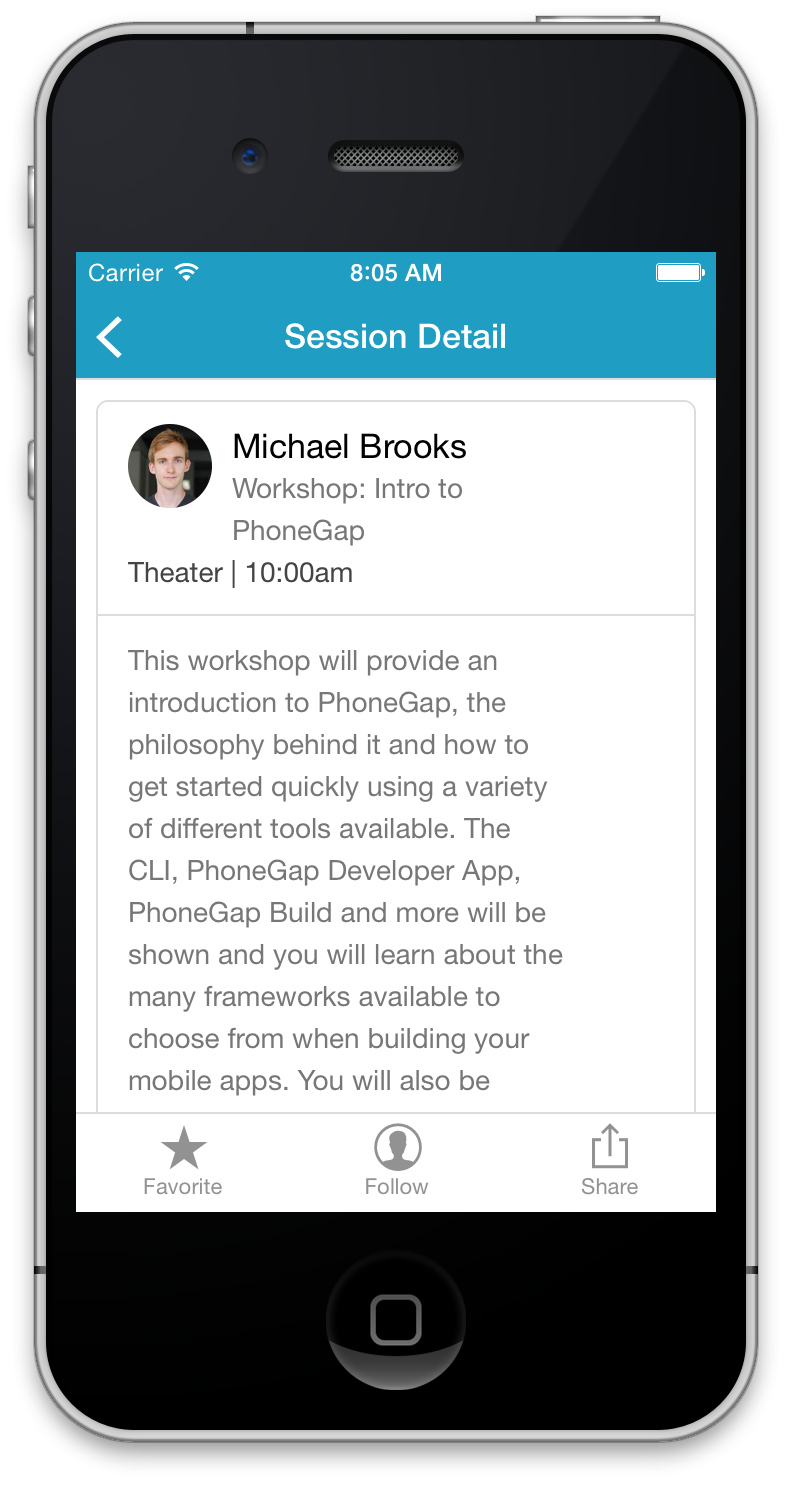 Carrier 8:05 AM
Session Detail
Michael Brooks
Workshop: Intro to
PhoneGap
Theater | 10:00am
This workshop will provide an
introduction to PhoneGap, the
philosophy behind it and how to
get started quickly using a variety
of different tools available. The
CLI, PhoneGap Developer App,
PhoneGap Build and more will be
shown and you will learn about the
many frameworks available to
choose from when building your
mobile apps. You will also be
Favorite Follow Share